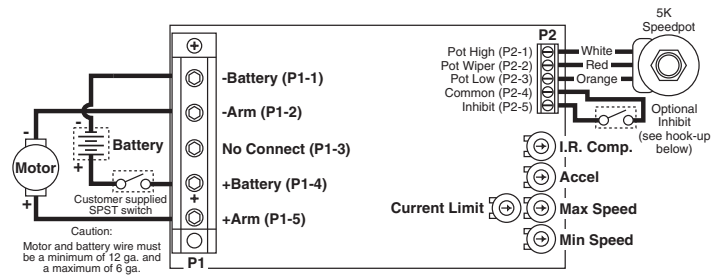 5K
Speedpot
P2
Pot High (P2-1)
White
Pot Wiper (P2-2)
Red
Pot Low (P2-3)
Orange
Common (P2-4)
Inhibit (P2-5)
Optional
Inhibit
(see hook-up
below)
+
-Battery (P1-1)
-Arm (P1-2)
No Connect (P1-3)
+Battery (P1-4)
+
+Arm (P1-5)
P1
-
Battery
+
-
Motor
+
Customer supplied
SPST switch
Caution:
Motor and battery wire must
be a minimum of 12 ga. and
a maximum of 6 ga.
I.R. Comp.
Accel
Current Limit
Max Speed
Min Speed